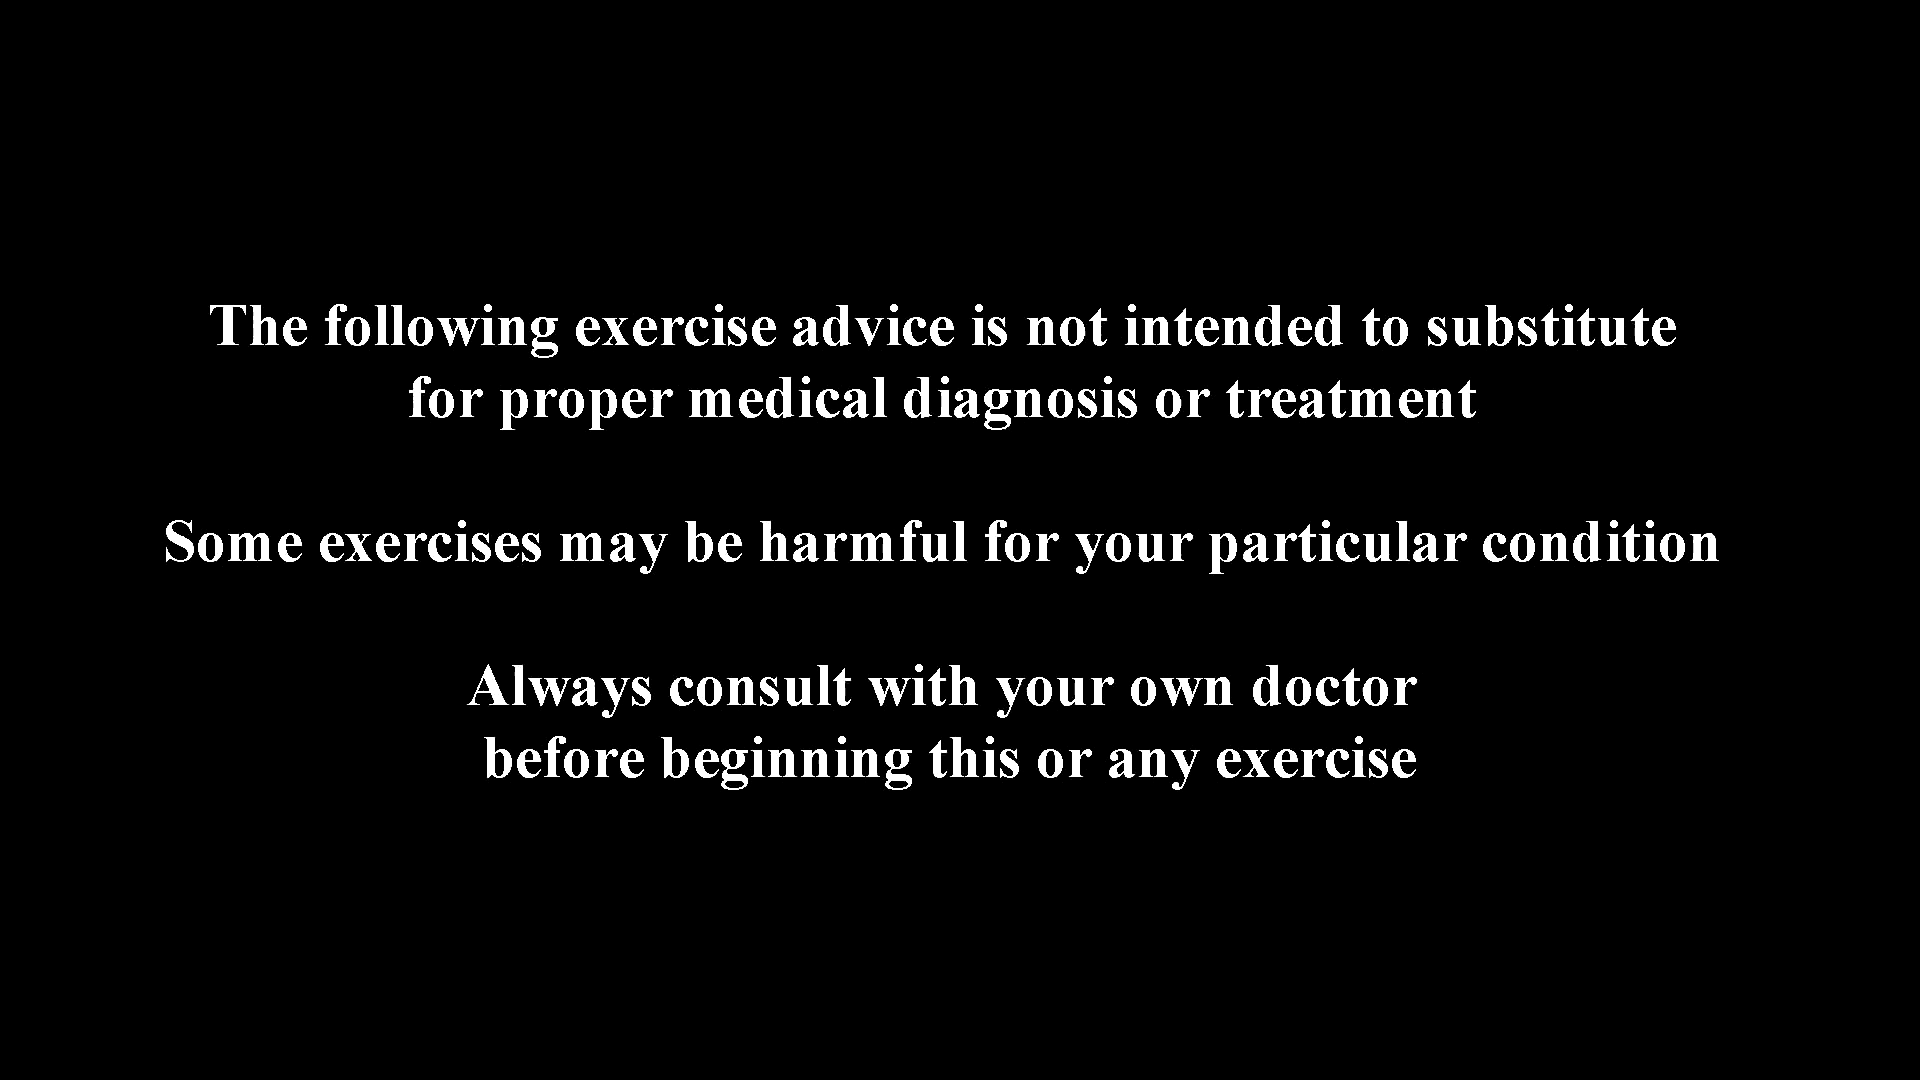 The following exercise advice is not intended to substitute
for proper medical diagnosis or treatment
Some exercises may be harmful for your particular condition
Always consult with your own doctor
before beginning this or any exercise